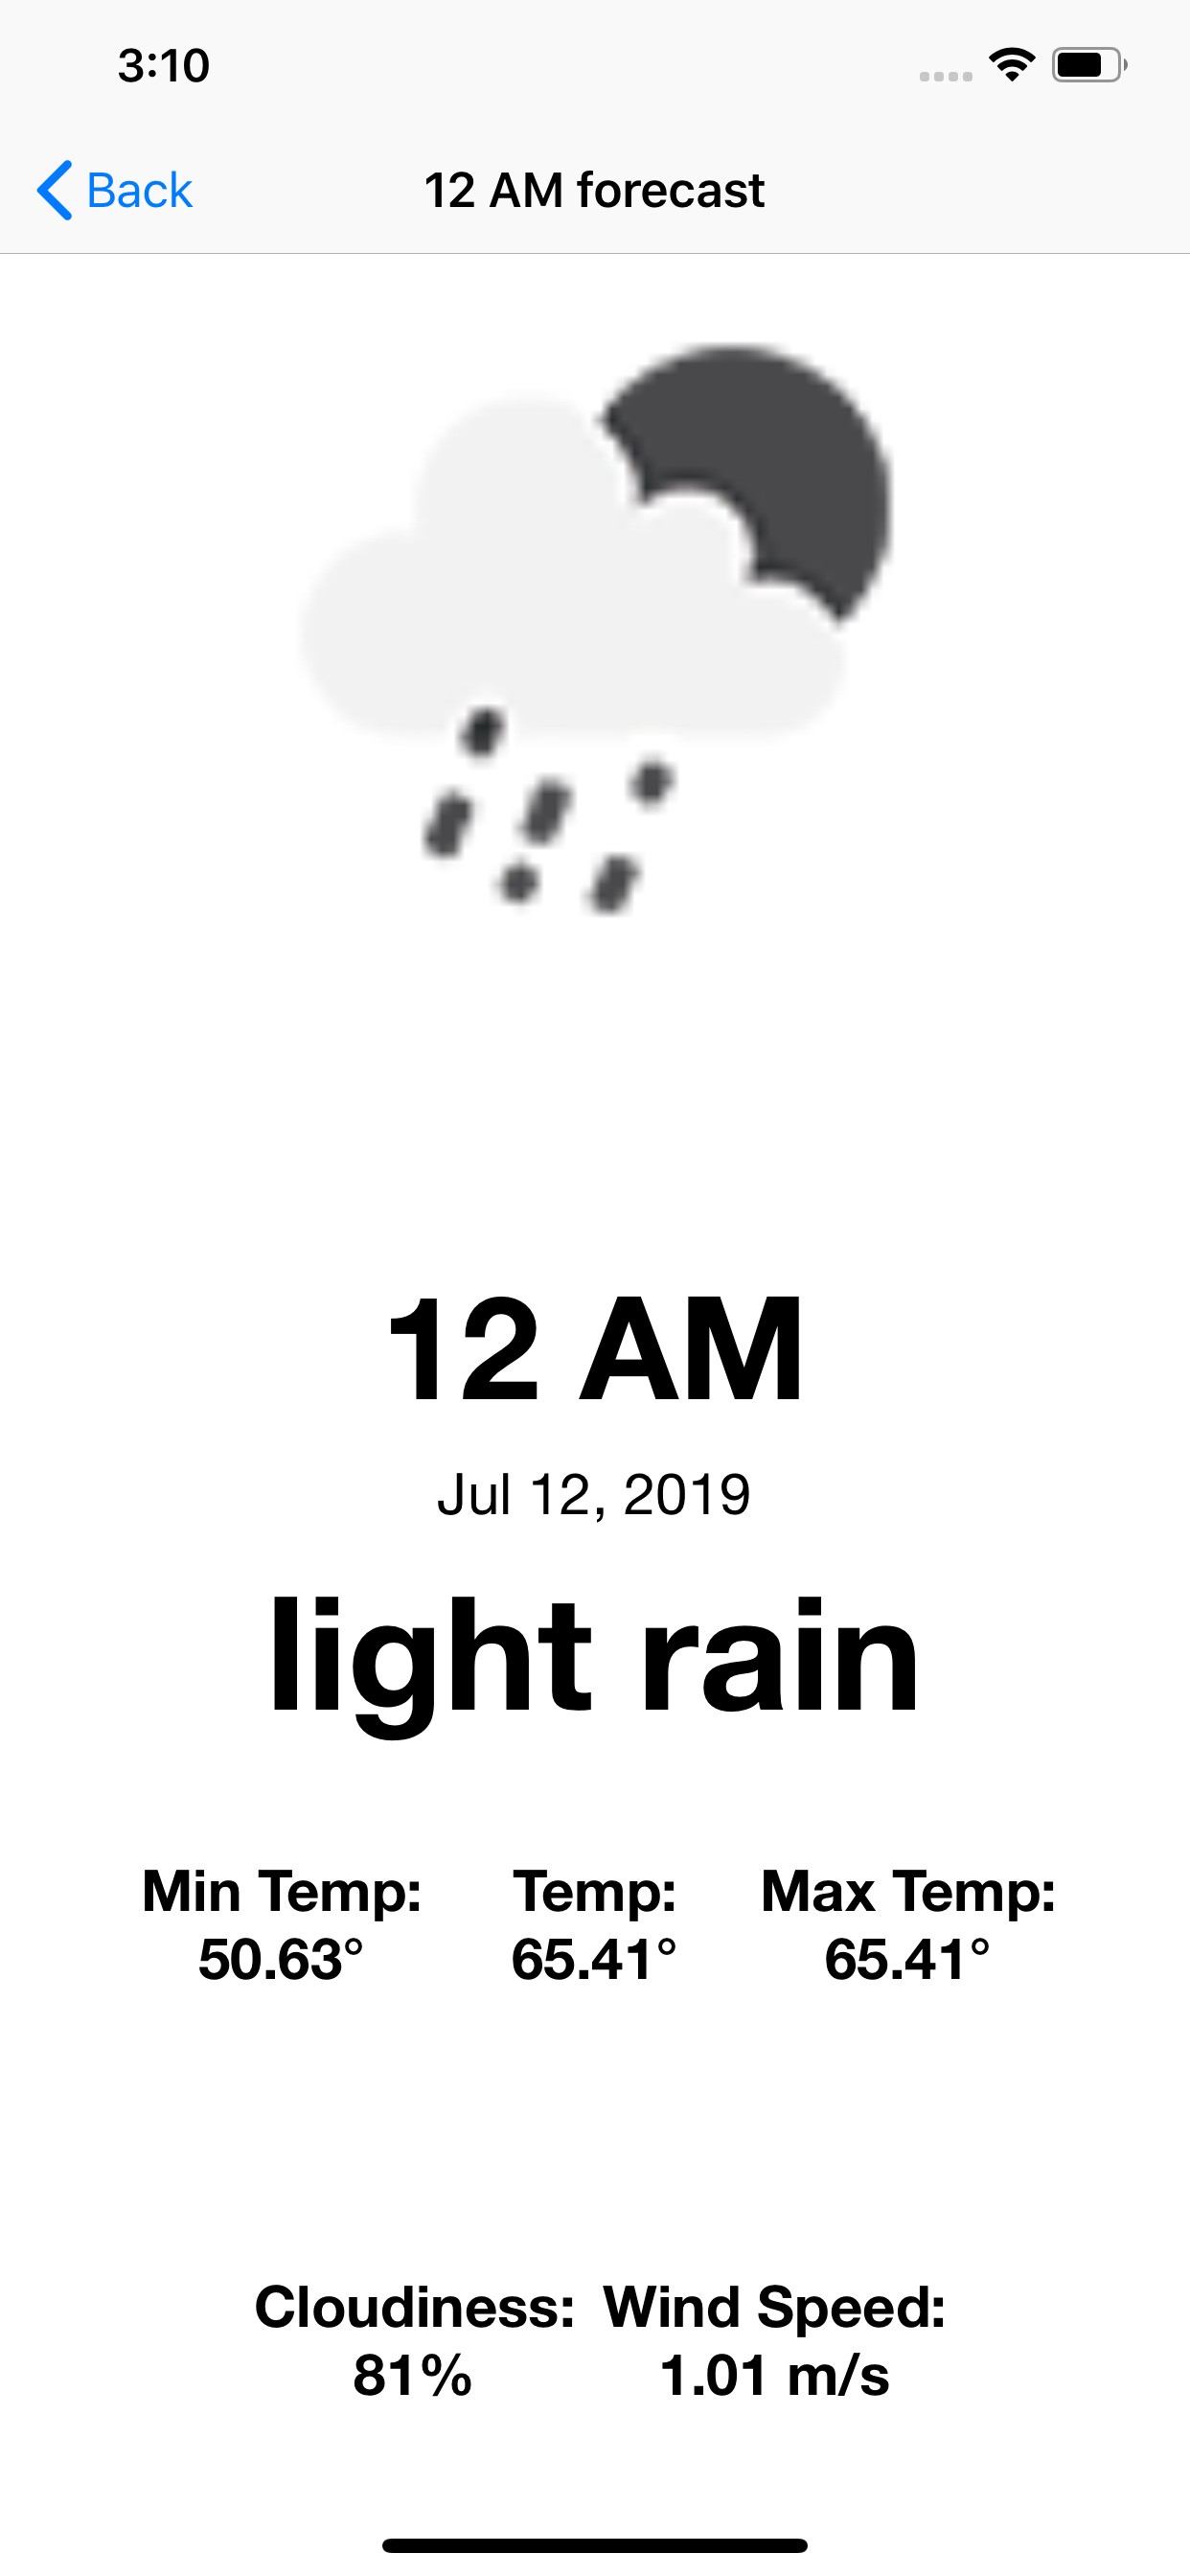 3:10
Back 12 AM forecast
12 AM
Jul 12, 2019
light rain
Min Temp: Temp: Max Temp:
50.63° 65.41° 65.41°
Cloudiness: Wind Speed:
81% 1.01 m/s